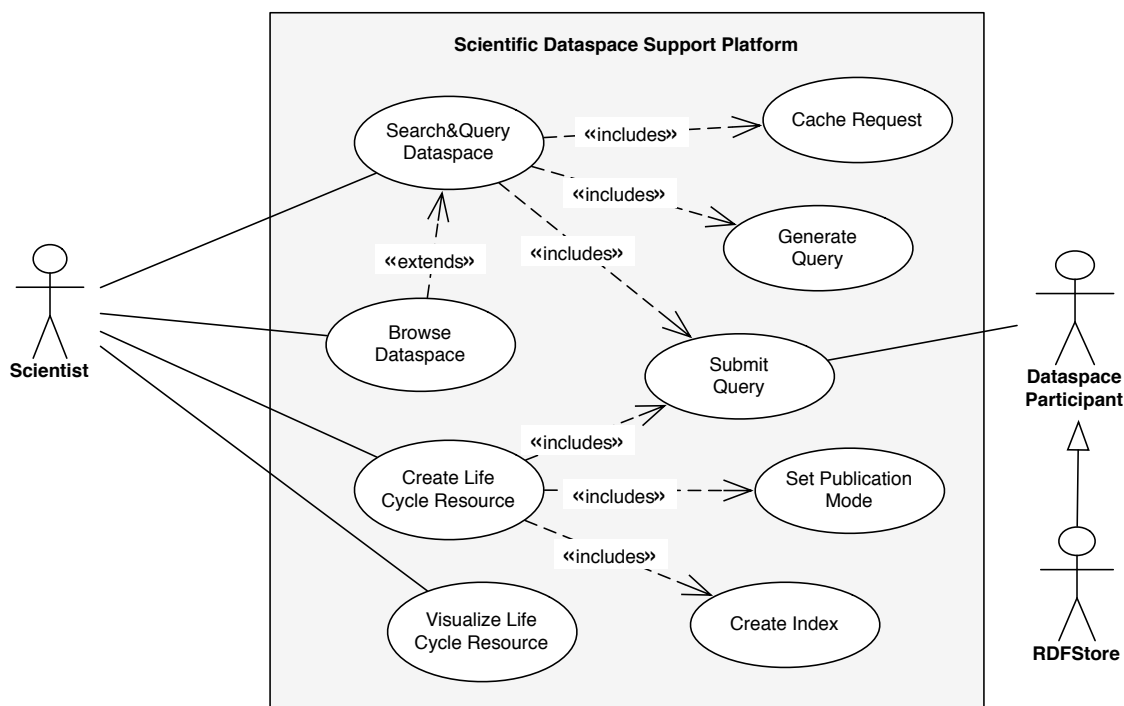 Scientific Dataspace Support Platform
Search&Query
Dataspace
«includes»
Cache Request
«includes»
Generate
Query
«extends»
«includes»
Scientist
Browse
Dataspace
Submit
Query
Dataspace
Participant
«includes»
Create Life
Cycle Resource
«includes»
Set Publication
Mode
«includes»
Visualize Life
Cycle Resource
Create Index
RDFStore